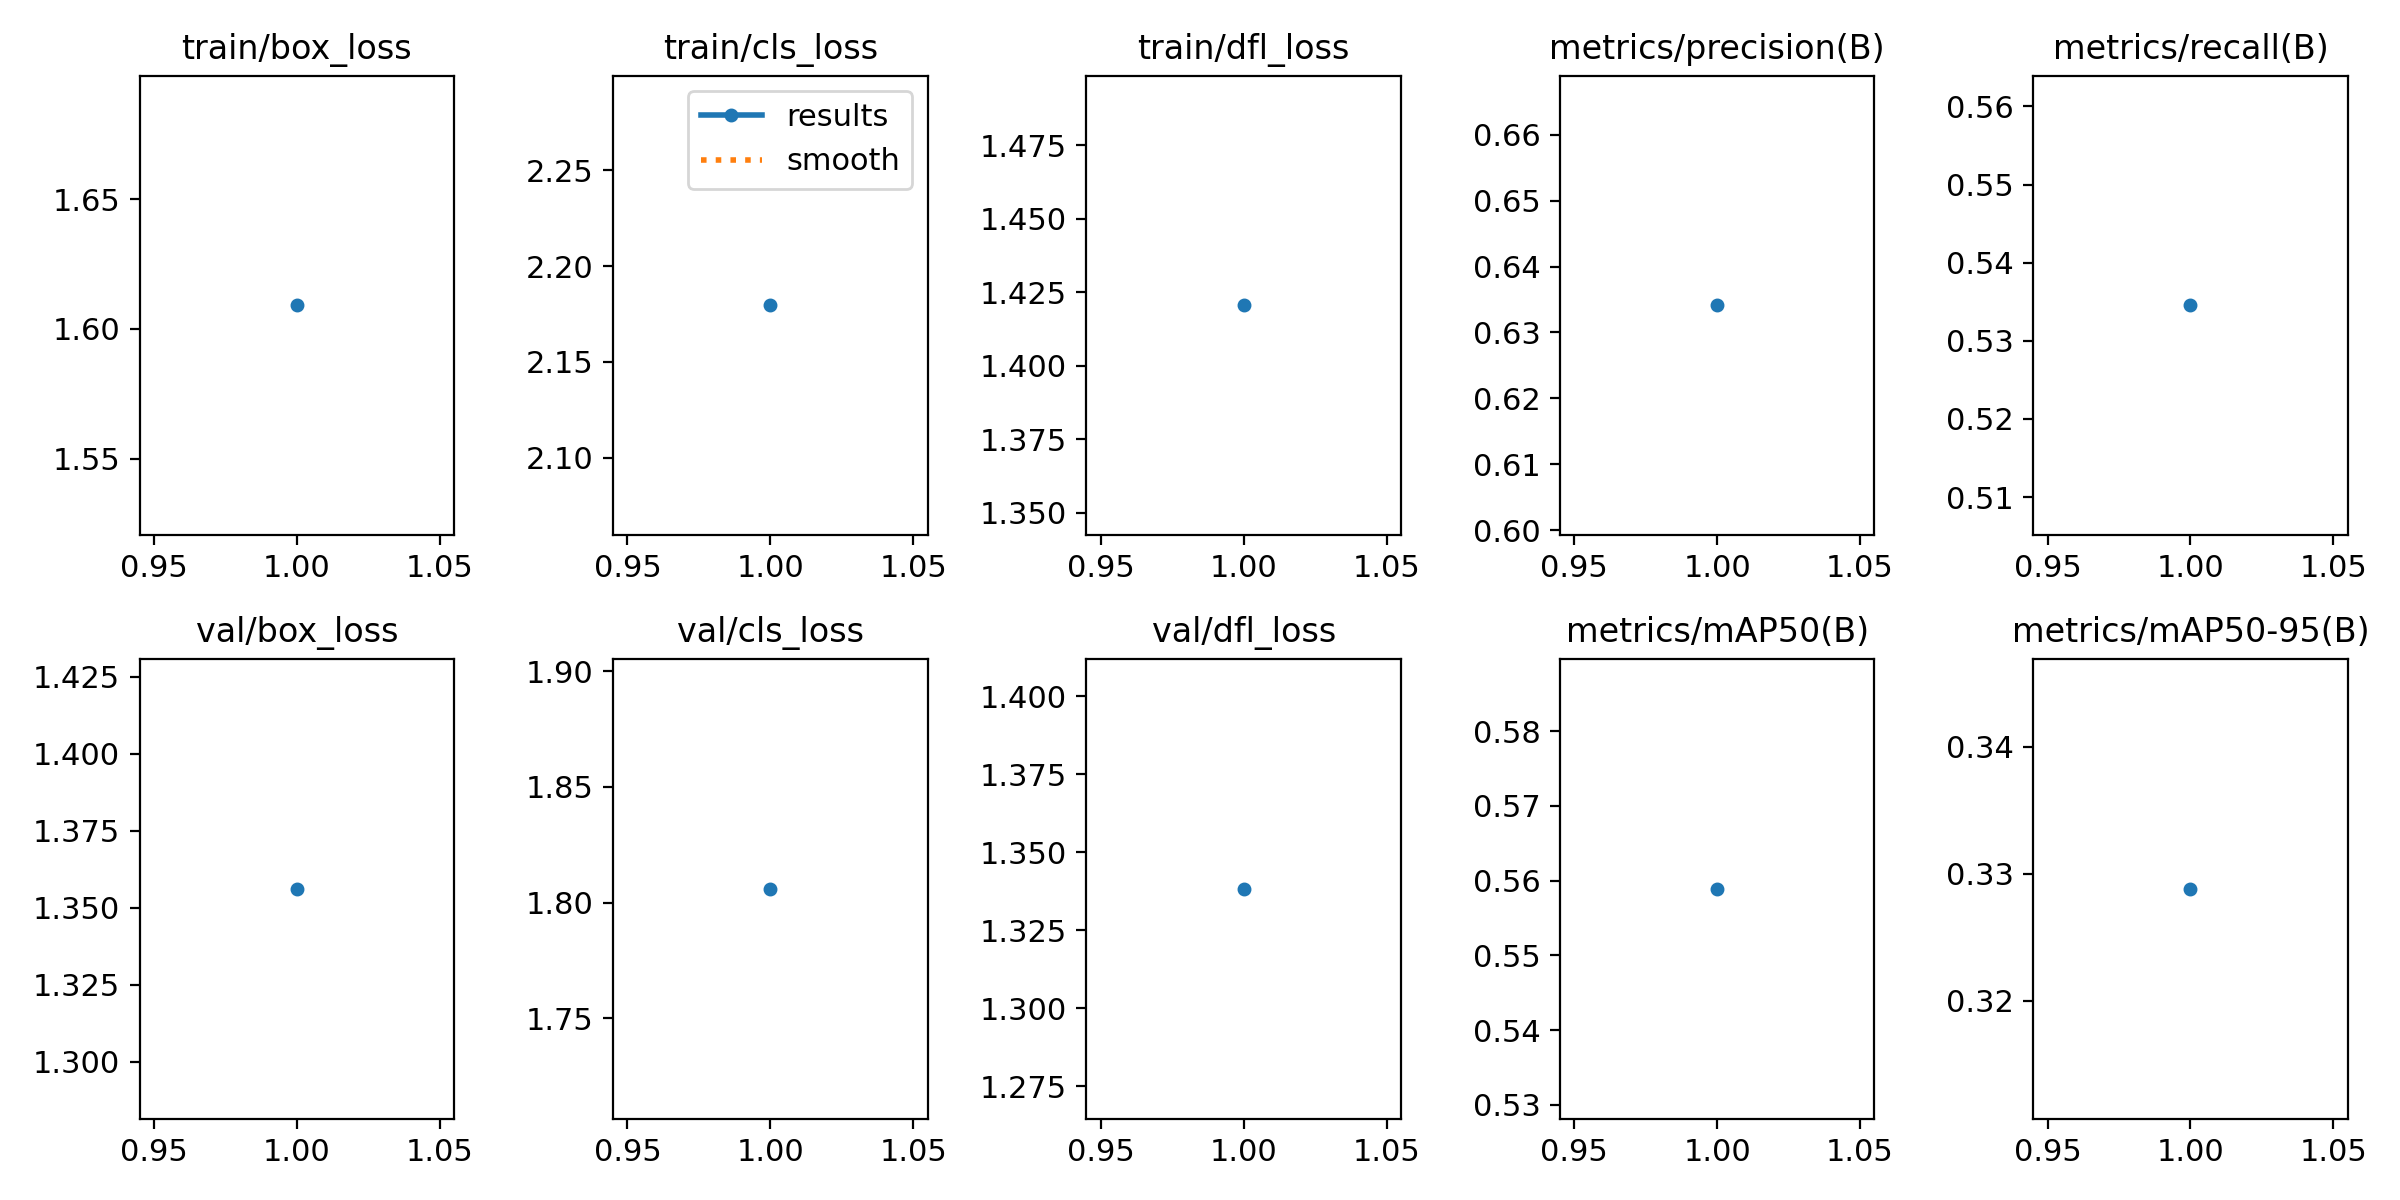 train/box_loss
1.65
1.60
1.55
0.95 1.00 1.05
train/cls_loss
results
smooth
2.25
2.20
2.15
2.10
0.95 1.00 1.05
train/dfl_loss
1.475
1.450
1.425
1.400
1.375
1.350
0.95 1.00 1.05
metrics/precision(B)
0.66
0.65
0.64
0.63
0.62
0.61
0.60
0.95 1.00 1.05
metrics/recall(B)
0.56
0.55
0.54
0.53
0.52
0.51
0.95 1.00 1.05
val/box_loss
1.425
1.400
1.375
1.350
1.325
1.300
0.95 1.00 1.05
val/cls_loss
1.90
1.85
1.80
1.75
0.95 1.00 1.05
val/dfl_loss
1.400
1.375
1.350
1.325
1.300
1.275
0.95 1.00 1.05
metrics/mAP50(B)
0.58
0.57
0.56
0.55
0.54
0.53
0.95 1.00 1.05
metrics/mAP50-95(B)
0.34
0.33
0.32
0.95 1.00 1.05